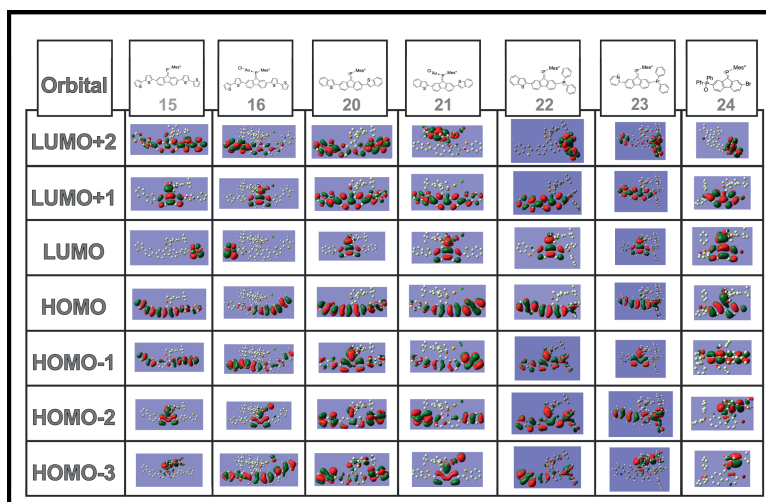 Orbital
15
16
20
21
22
23
24
LUMO+2
LUMO+1
LUMO
HOMO
HOMO-1
HOMO-2
HOMO-3